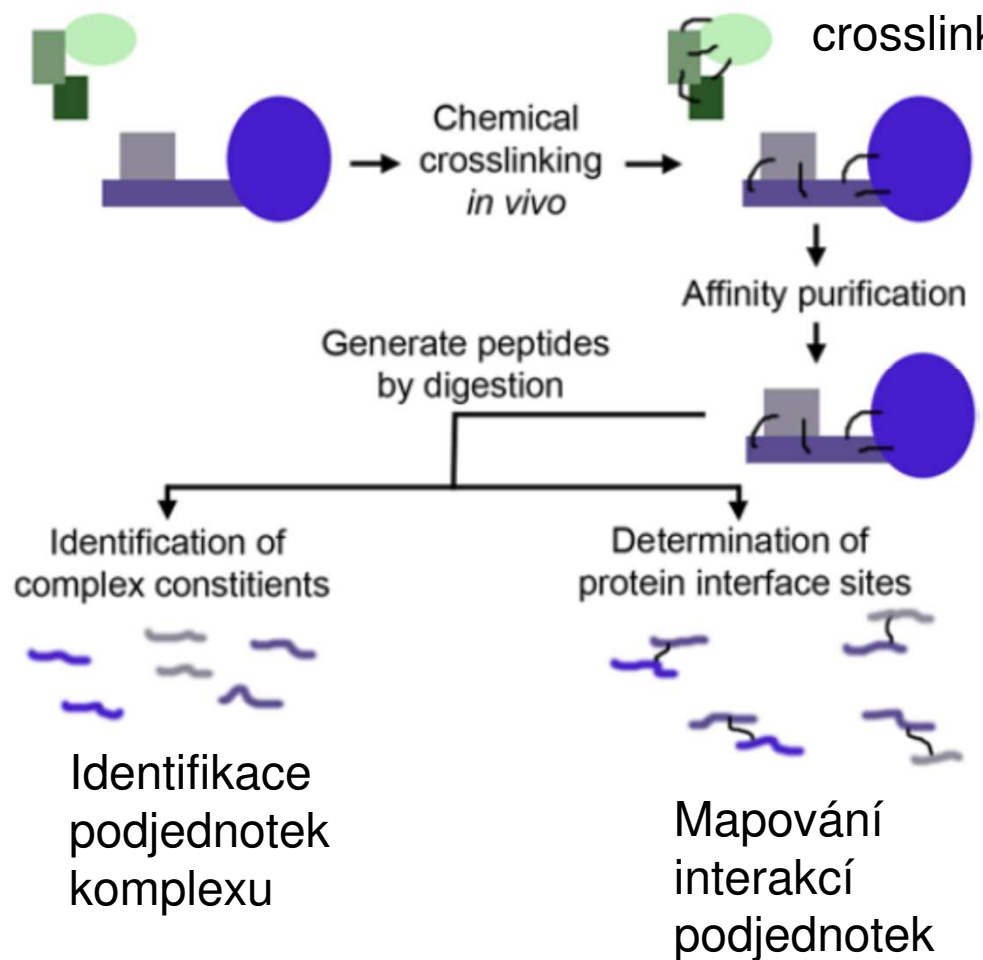 crosslink
Chemical
crosslinking
in vivo
Affinity purification
Generate peptides
by digestion
Identification of
complex constitients
Determination of
protein interface sites
Identifikace
podjednotek
komplexu
Mapování
interakcí
podjednotek